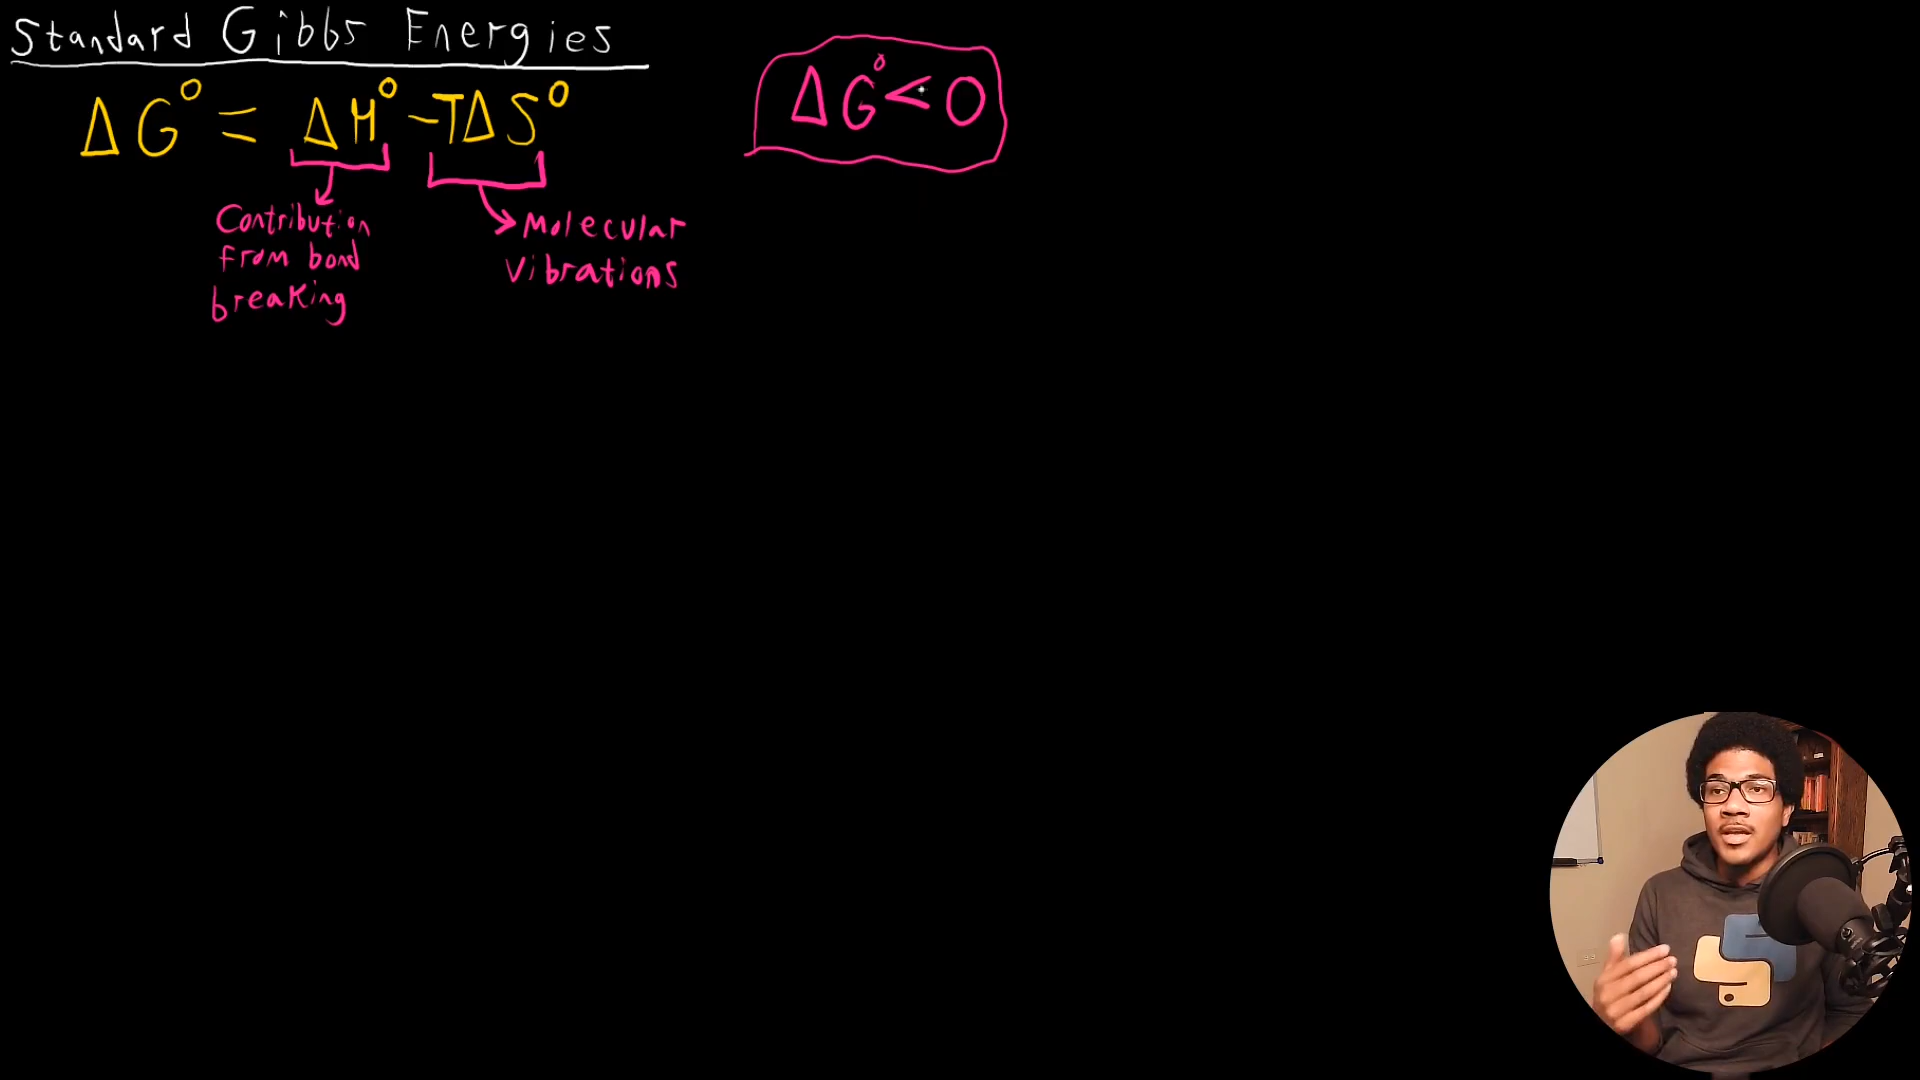 Standard Gibbs Energies
ΔG° = ΔH° - TΔS°
ΔG° < 0
Contribution
from bond
breaking
Molecular
Vibrations